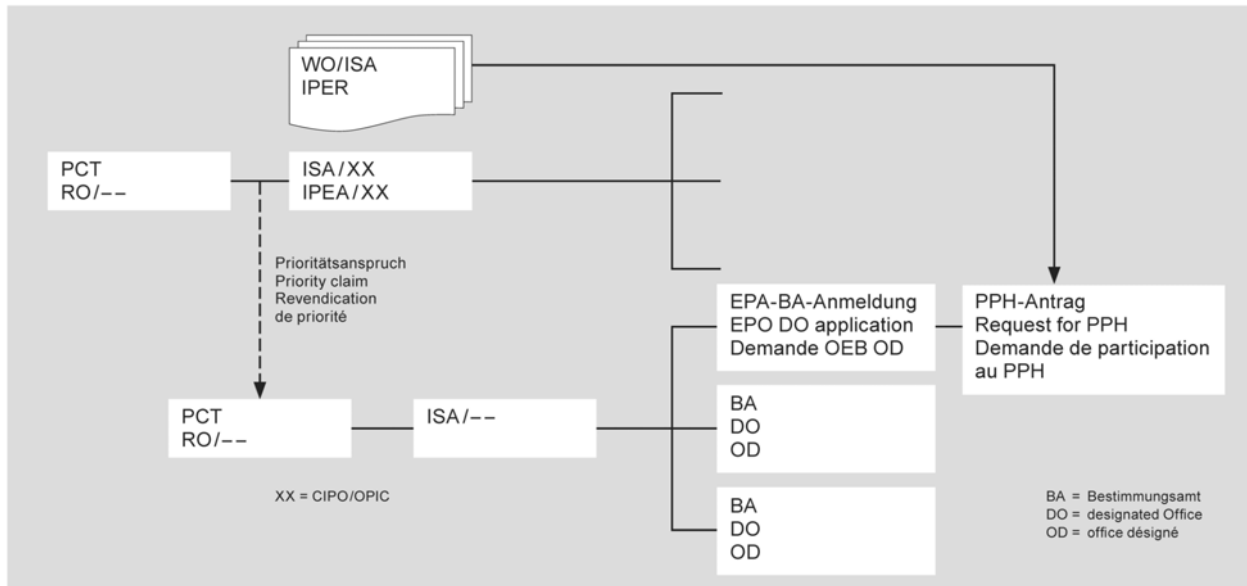 WO/ISA
IPER
PCT
RO/--
ISA/XX
IPEA/XX
Prioritätsanspruch
Priority claim
Revendication
de priorité
EPA-BA-Anmeldung
EPO DO application
Demande OEB OD
PPH-Antrag
Request for PPH
Demande de participation
au PPH
PCT
RO/--
ISA/--
BA
DO
OD
XX = CIPO/OPIC
BA
DO
OD
BA = Bestimmungsamt
DO = designated Office
OD = office désigné